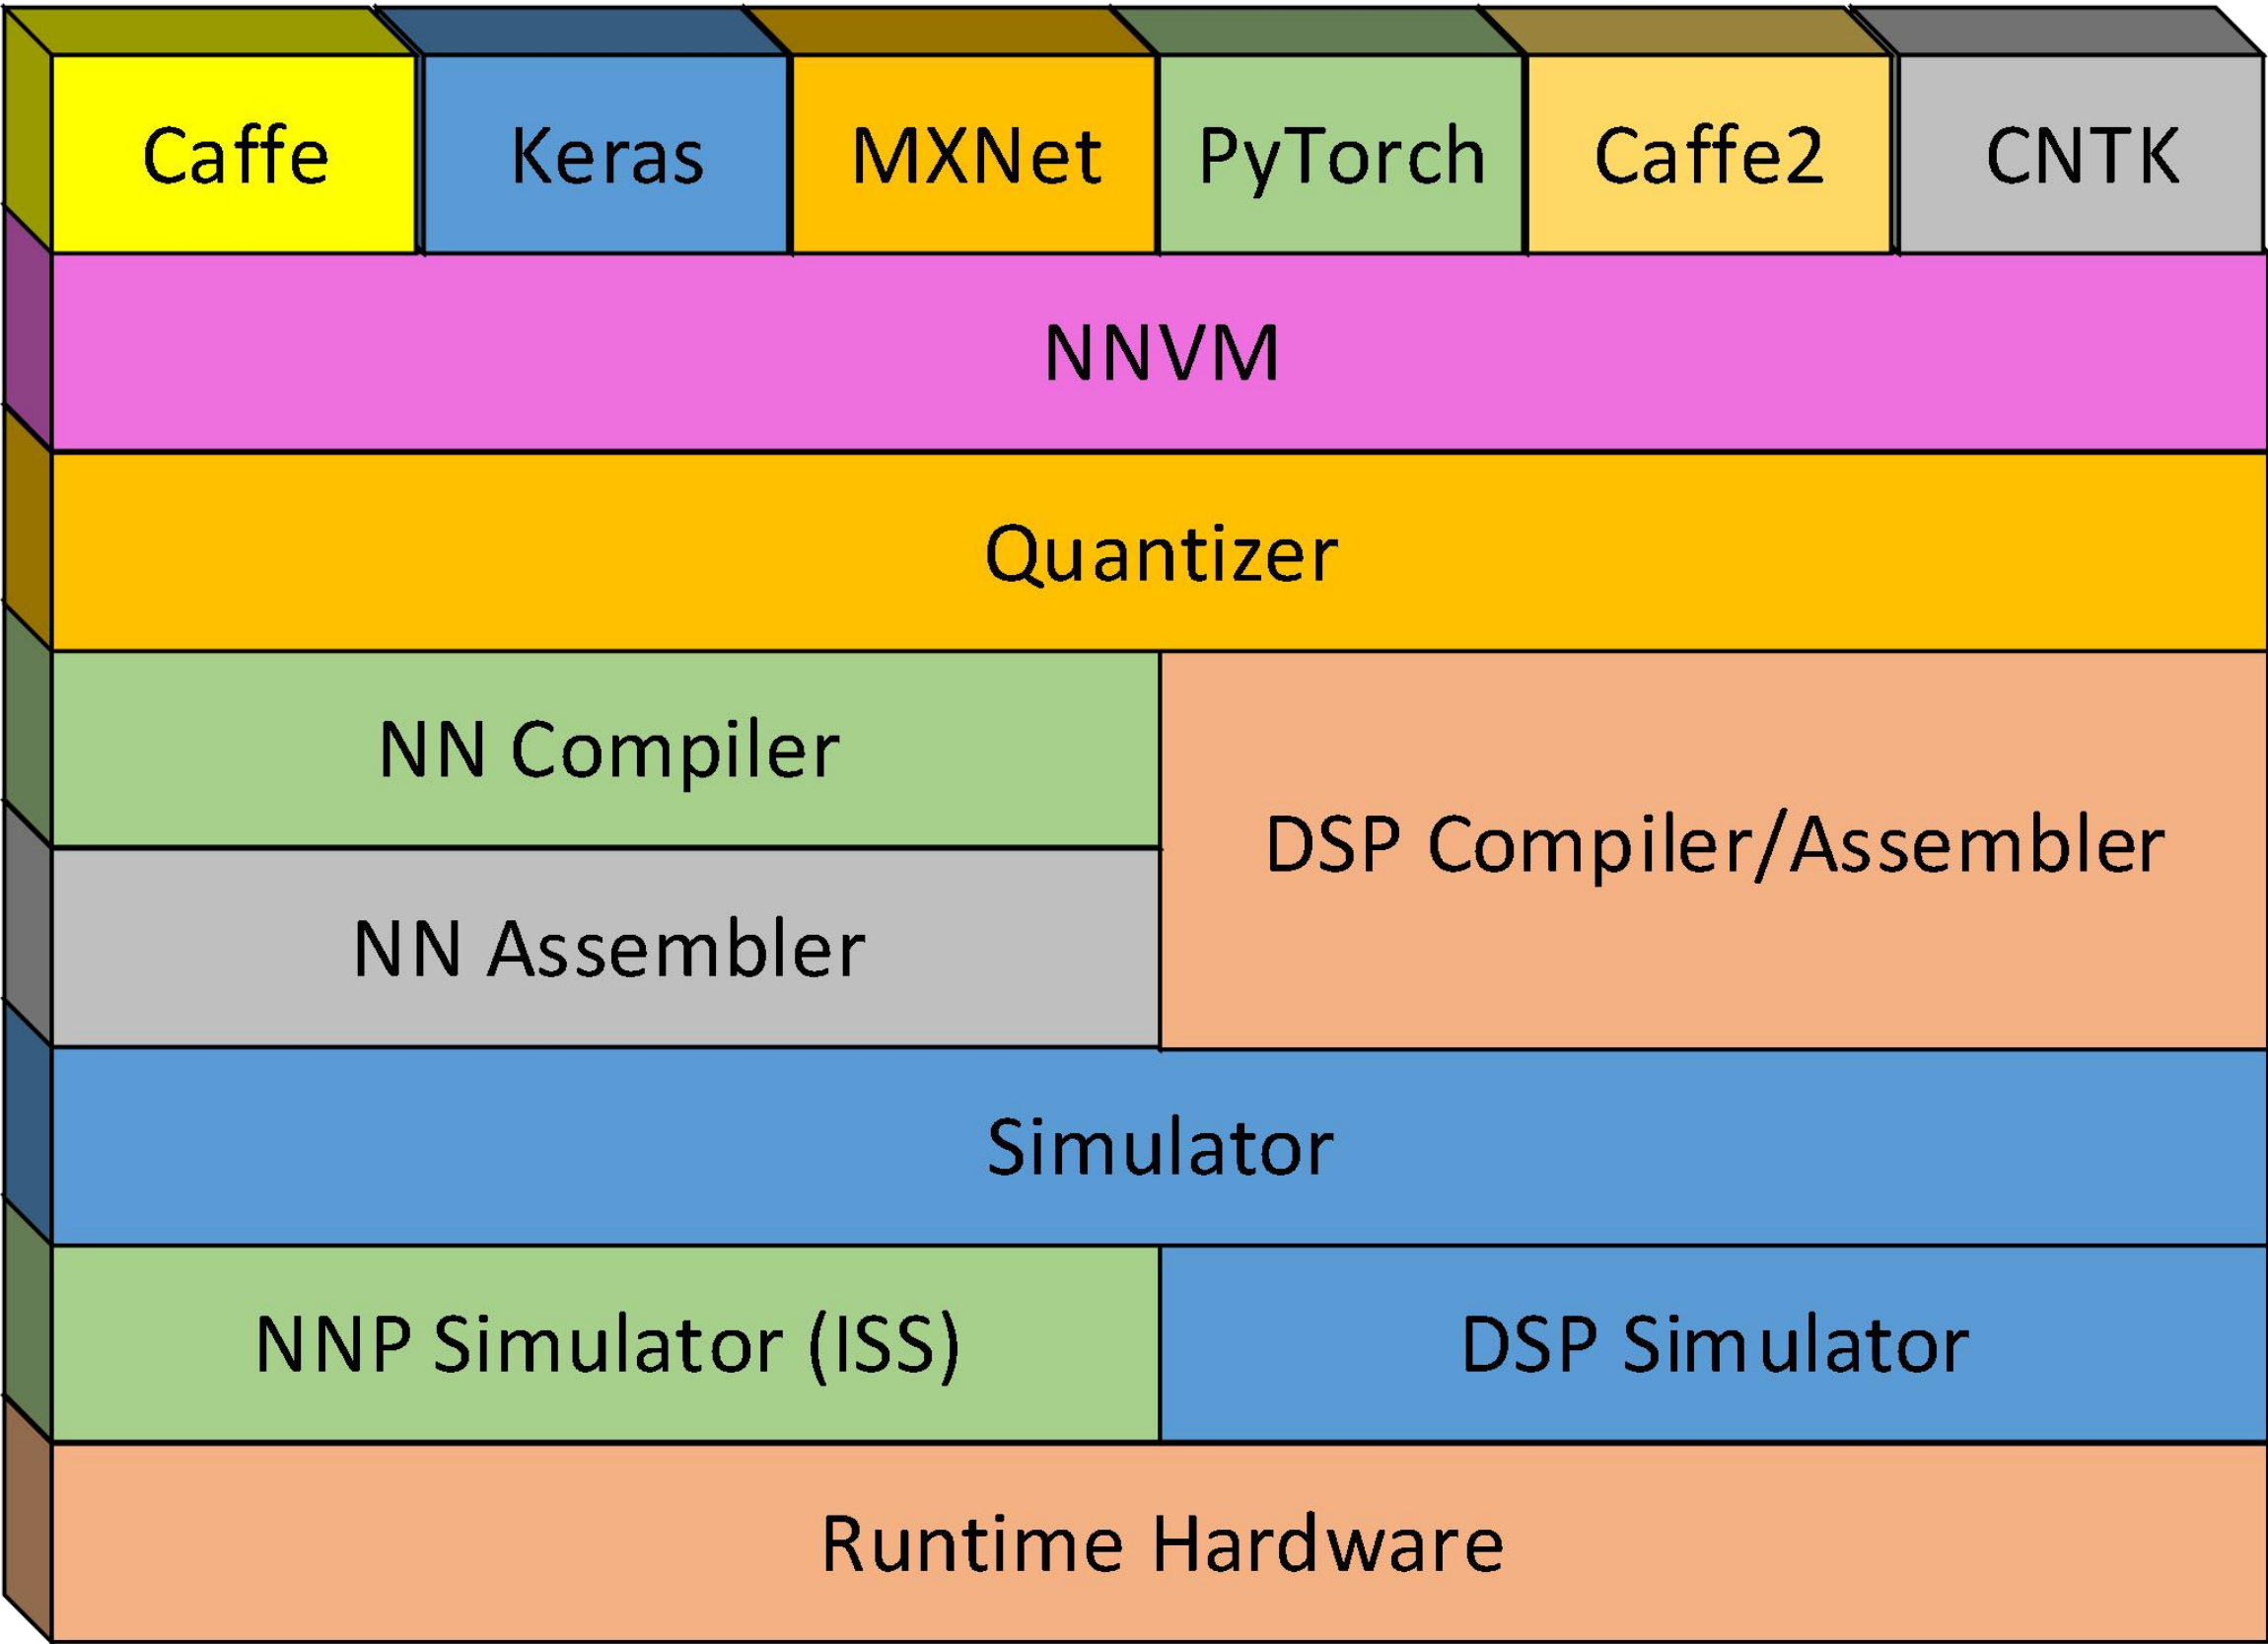 Caffe
Keras
MXNet
PyTorch
Caffe2
CNTK
NNVM
Quantizer
NN Compiler
DSP Compiler/Assembler
NN Assembler
Simulator
NNP Simulator (ISS)
DSP Simulator
Runtime Hardware